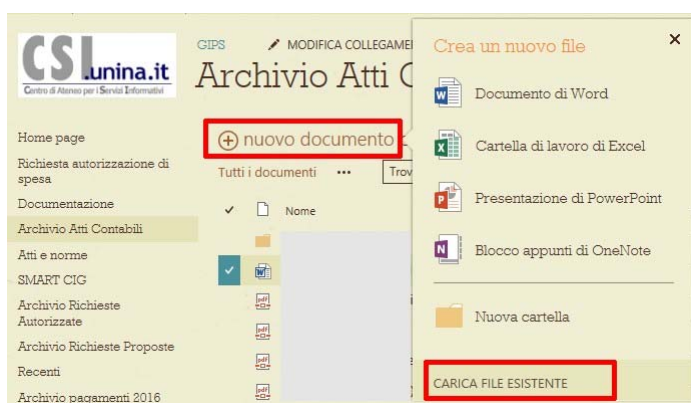 CSI.unina.it
Centro di Ateneo per i Servizi Informativi
GIPS
MODIFICA COLLEGAMEN
Archivio Atti C
nuovo documento
Tutti i documenti ...
Trov
Nome
Home page
Richiesta autorizzazione di
spesa
Documentazione
Archivio Atti Contabili
Atti e norme
SMART CIG
Archivio Richieste
Autorizzate
Archivio Richieste Proposte
Recenti
Archivio pagamenti 2016
Crea un nuovo file
Documento di Word
Cartella di lavoro di Excel
Presentazione di PowerPoint
Blocco appunti di OneNote
Nuova cartella
CARICA FILE ESISTENTE